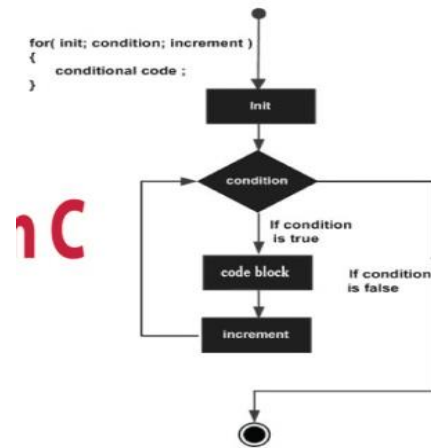 for( init; condition; increment )
{
conditional code ;
}
Init
condition
n C
If condition
is true
code block
If condition
is false
increment